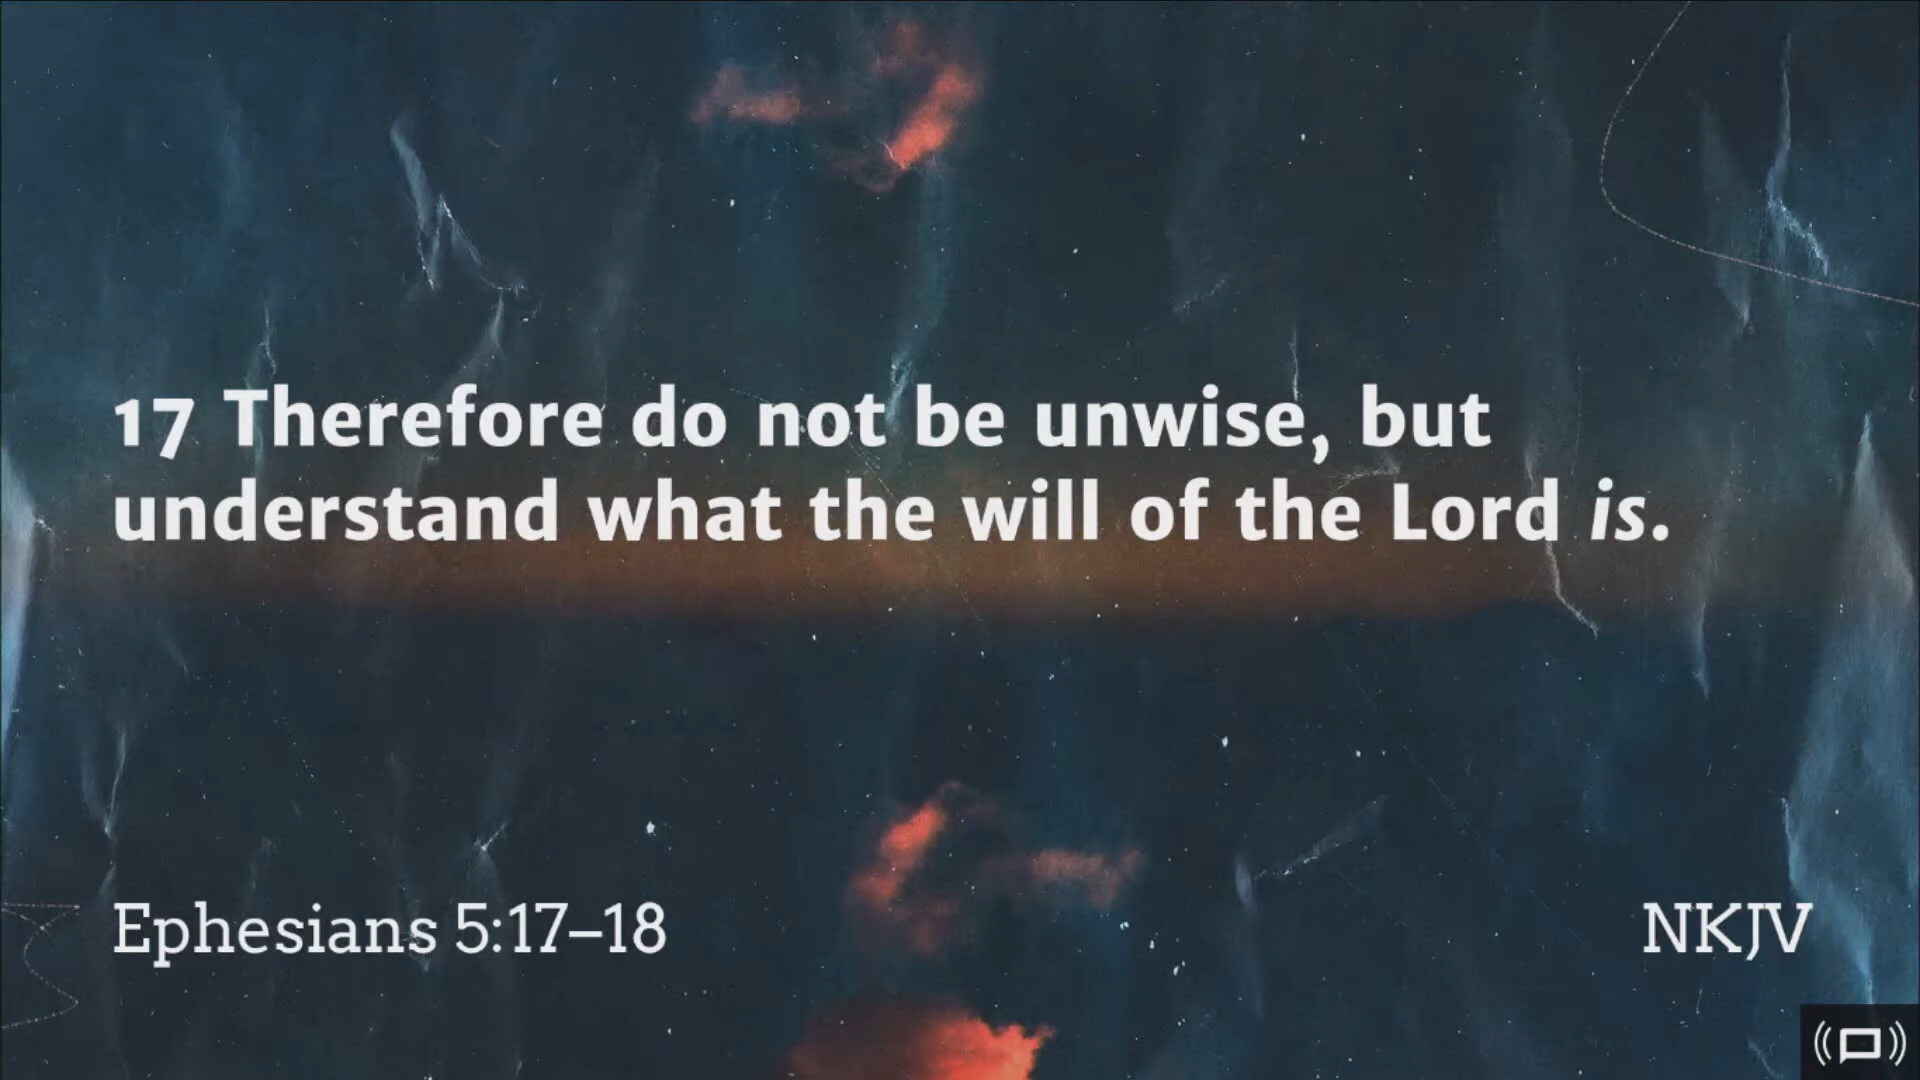 17 Therefore do not be unwise, but
understand what the will of the Lord is.
Ephesians 5:17–18
NKJV